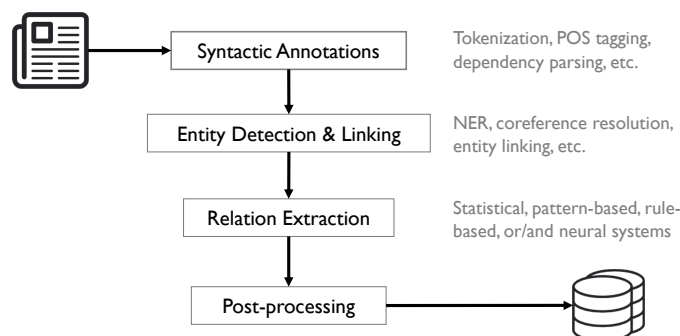 Syntactic Annotations
Tokenization, POS tagging,
dependency parsing, etc.
Entity Detection & Linking
NER, coreference resolution,
entity linking, etc.
Relation Extraction
Statistical, pattern-based, rule-
based, or/and neural systems
Post-processing